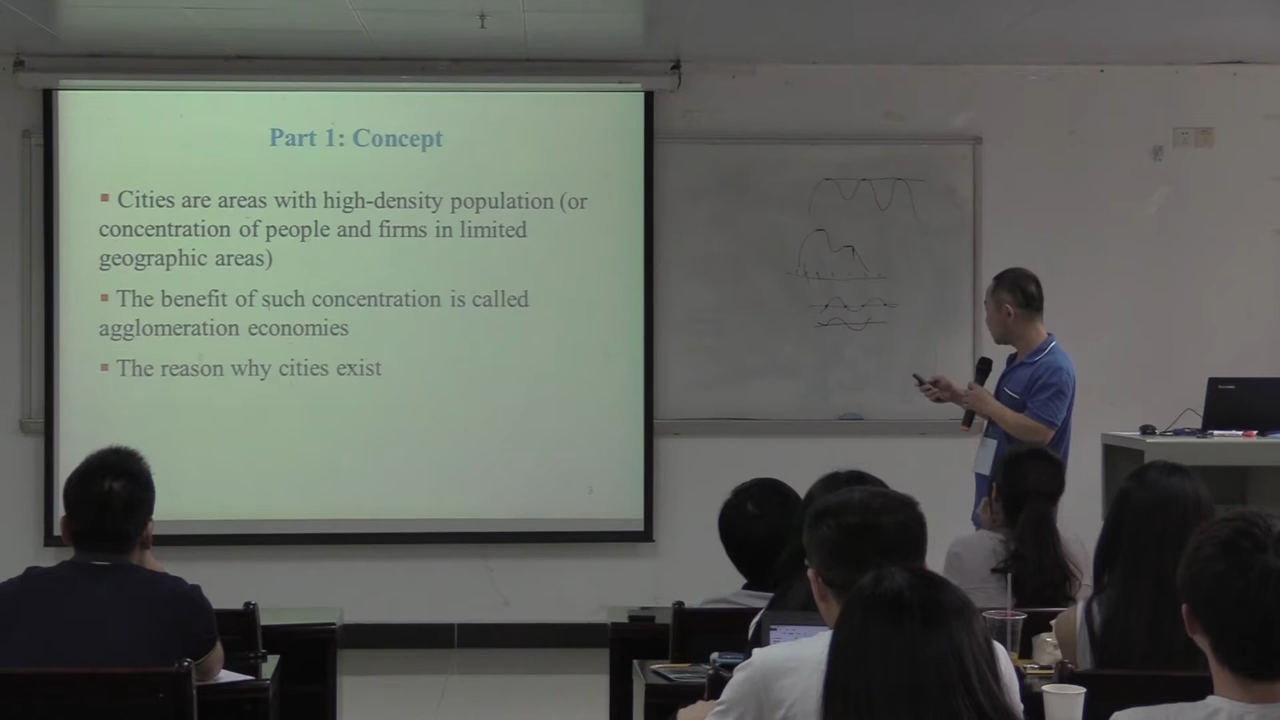 Part 1: Concept
▪ Cities are areas with high-density population (or
concentration of people and firms in limited
geographic areas)
▪ The benefit of such concentration is called
agglomeration economies
▪ The reason why cities exist
3